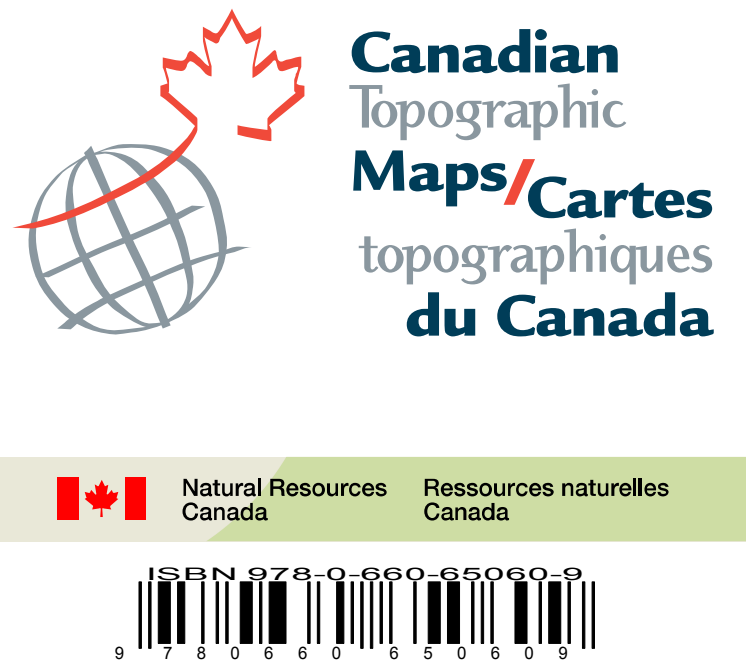 Canadian
Topographic
Maps/Cartes
topographiques
du Canada
Natural Resources
Canada
Ressources naturelles
Canada
ISBN 978-0-660-65060-9
9 780660 650609